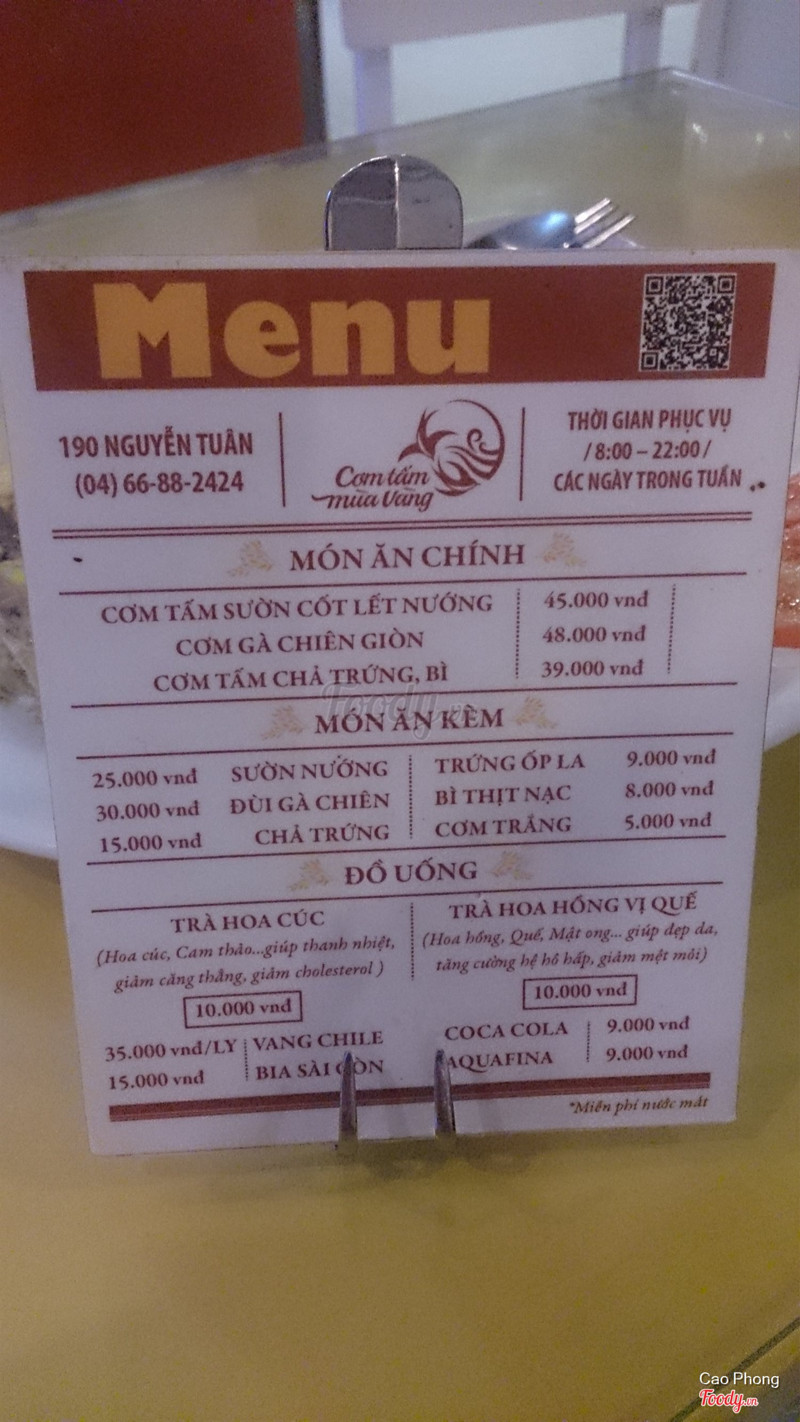 Menu
190 NGUYỄN TUÂN
(04) 66-88-2424
Cơm tấm
mùa vàng
THỜI GIAN PHỤC VỤ
/ 8:00 – 22:00 /
CÁC NGÀY TRONG TUẦN
MÓN ĂN CHÍNH
CƠM TẤM SƯỜN CỐT LẾT NƯỚNG 45.000 vnđ
CƠM GÀ CHIÊN GIÒN 48.000 vnđ
CƠM TẤM CHẢ TRỨNG, BÌ 39.000 vnđ
Foody.vn
MÓN ĂN KÈM
25.000 vnđ SƯỜN NƯỚNG TRỨNG ỐP LA 9.000 vnđ
30.000 vnđ ĐÙI GÀ CHIÊN BÌ THỊT NẠC 8.000 vnđ
15.000 vnđ CHẢ TRỨNG CƠM TRẮNG 5.000 vnđ
ĐỒ UỐNG
TRÀ HOA CÚC
(Hoa cúc, Cam thảo...giúp thanh nhiệt,
giảm căng thẳng, giảm cholesterol )
10.000 vnđ
TRÀ HOA HỒNG VỊ QUẾ
(Hoa hồng, Quế, Mật ong... giúp đẹp da,
tăng cường hệ hô hấp, giảm mệt mỏi)
10.000 vnđ
35.000 vnđ/LY VANG CHILE COCA COLA 9.000 vnđ
15.000 vnđ BIA SÀI GÒN AQUAFINA 9.000 vnđ
*Miễn phí nước mát
Cao Phong
Foody.vn